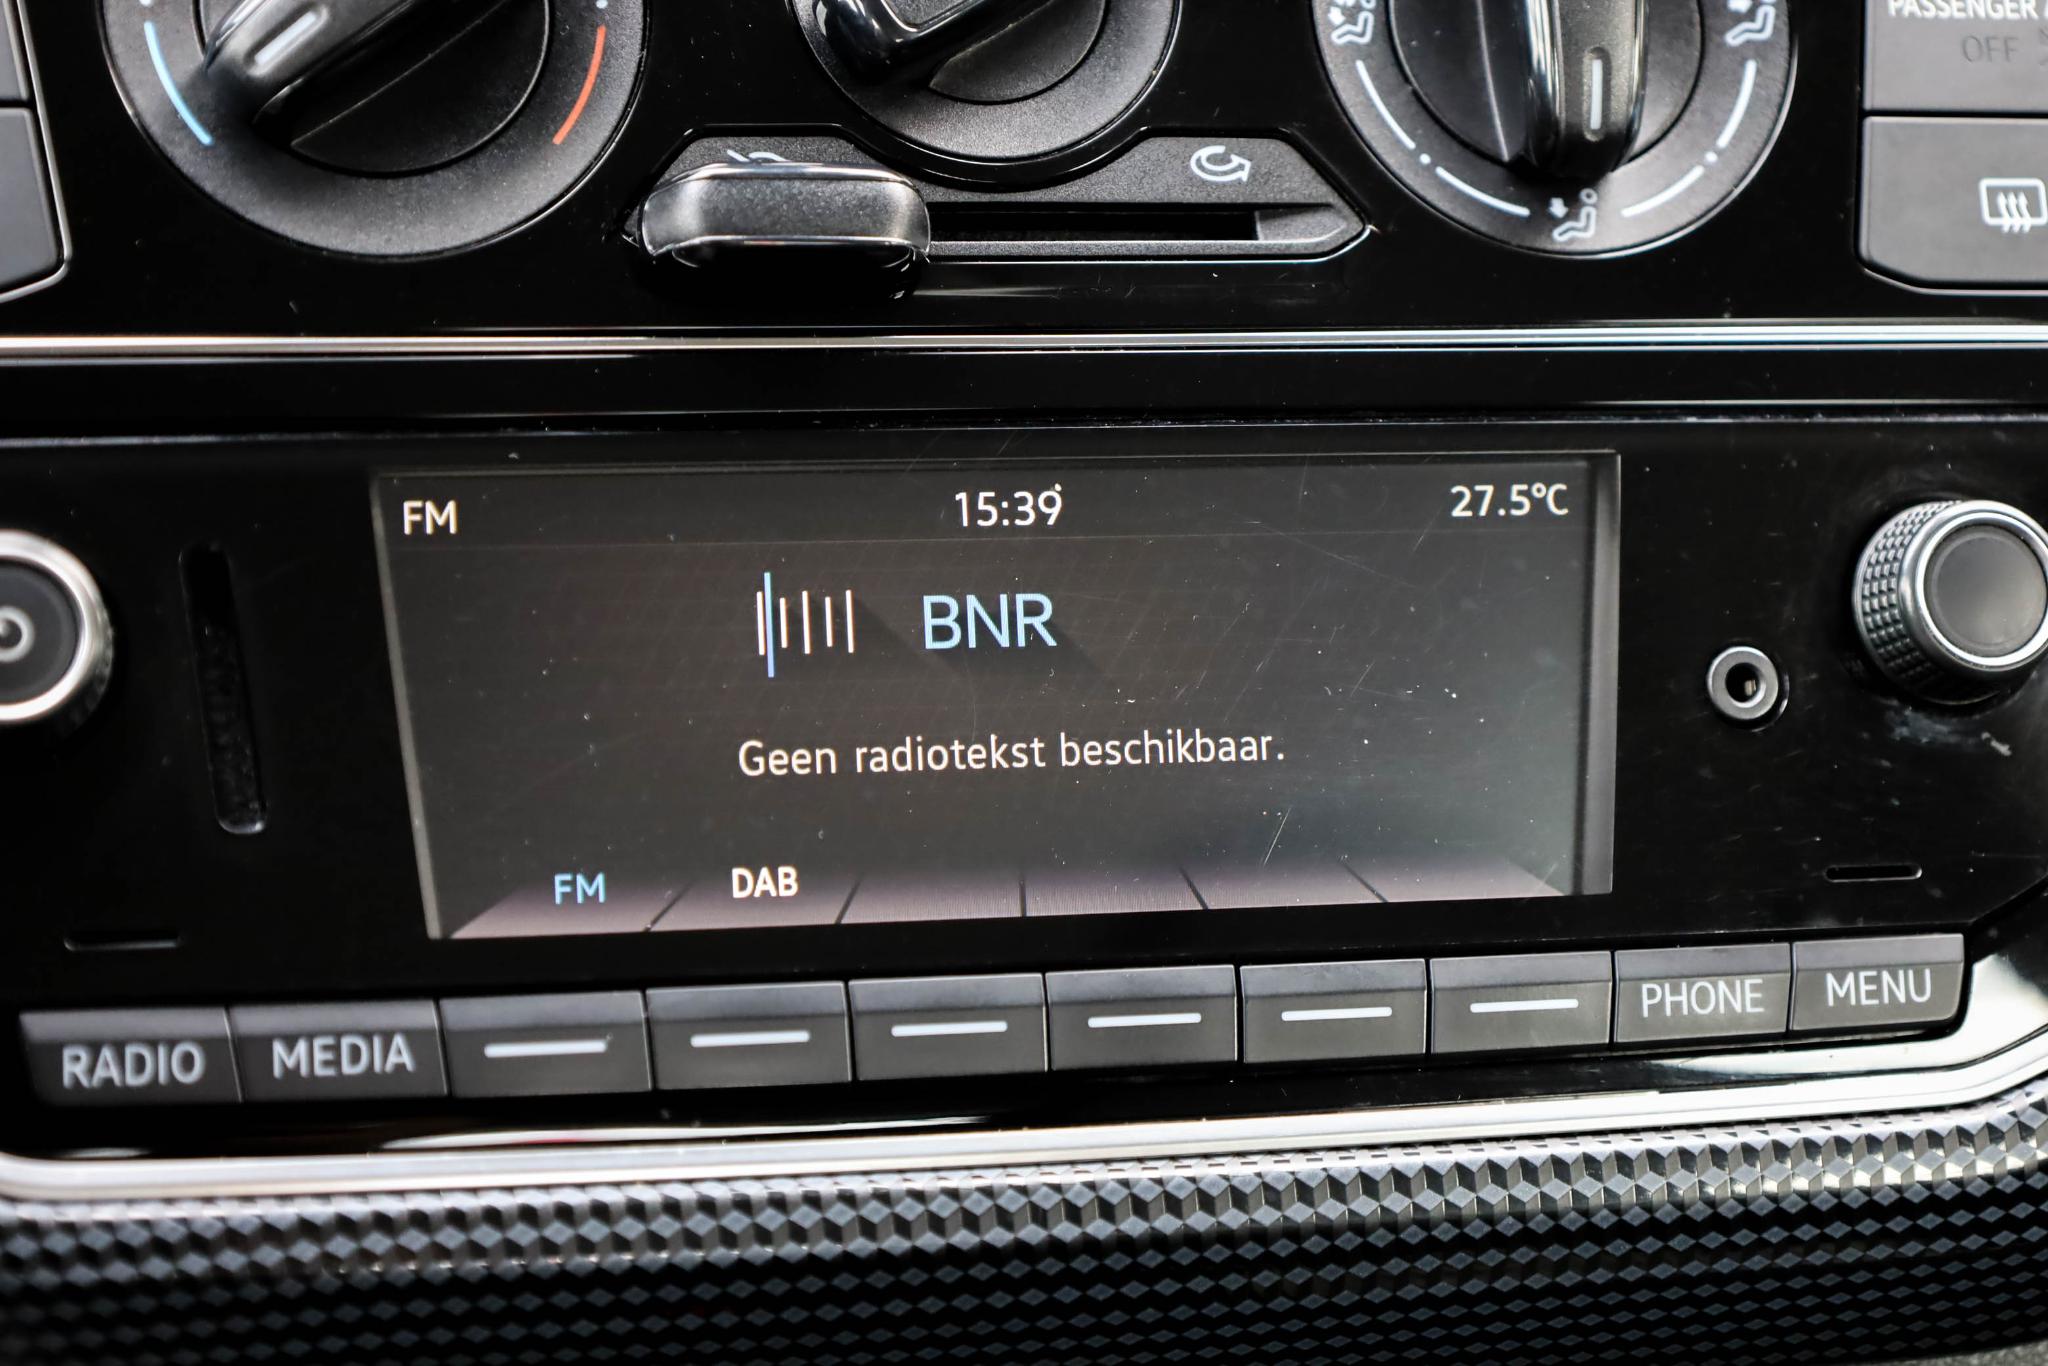 PASSENGER
OFF
FM 15:39 27.5°C
BNR
Geen radiotekst beschikbaar.
FM DAB
RADIO MEDIA PHONE MENU